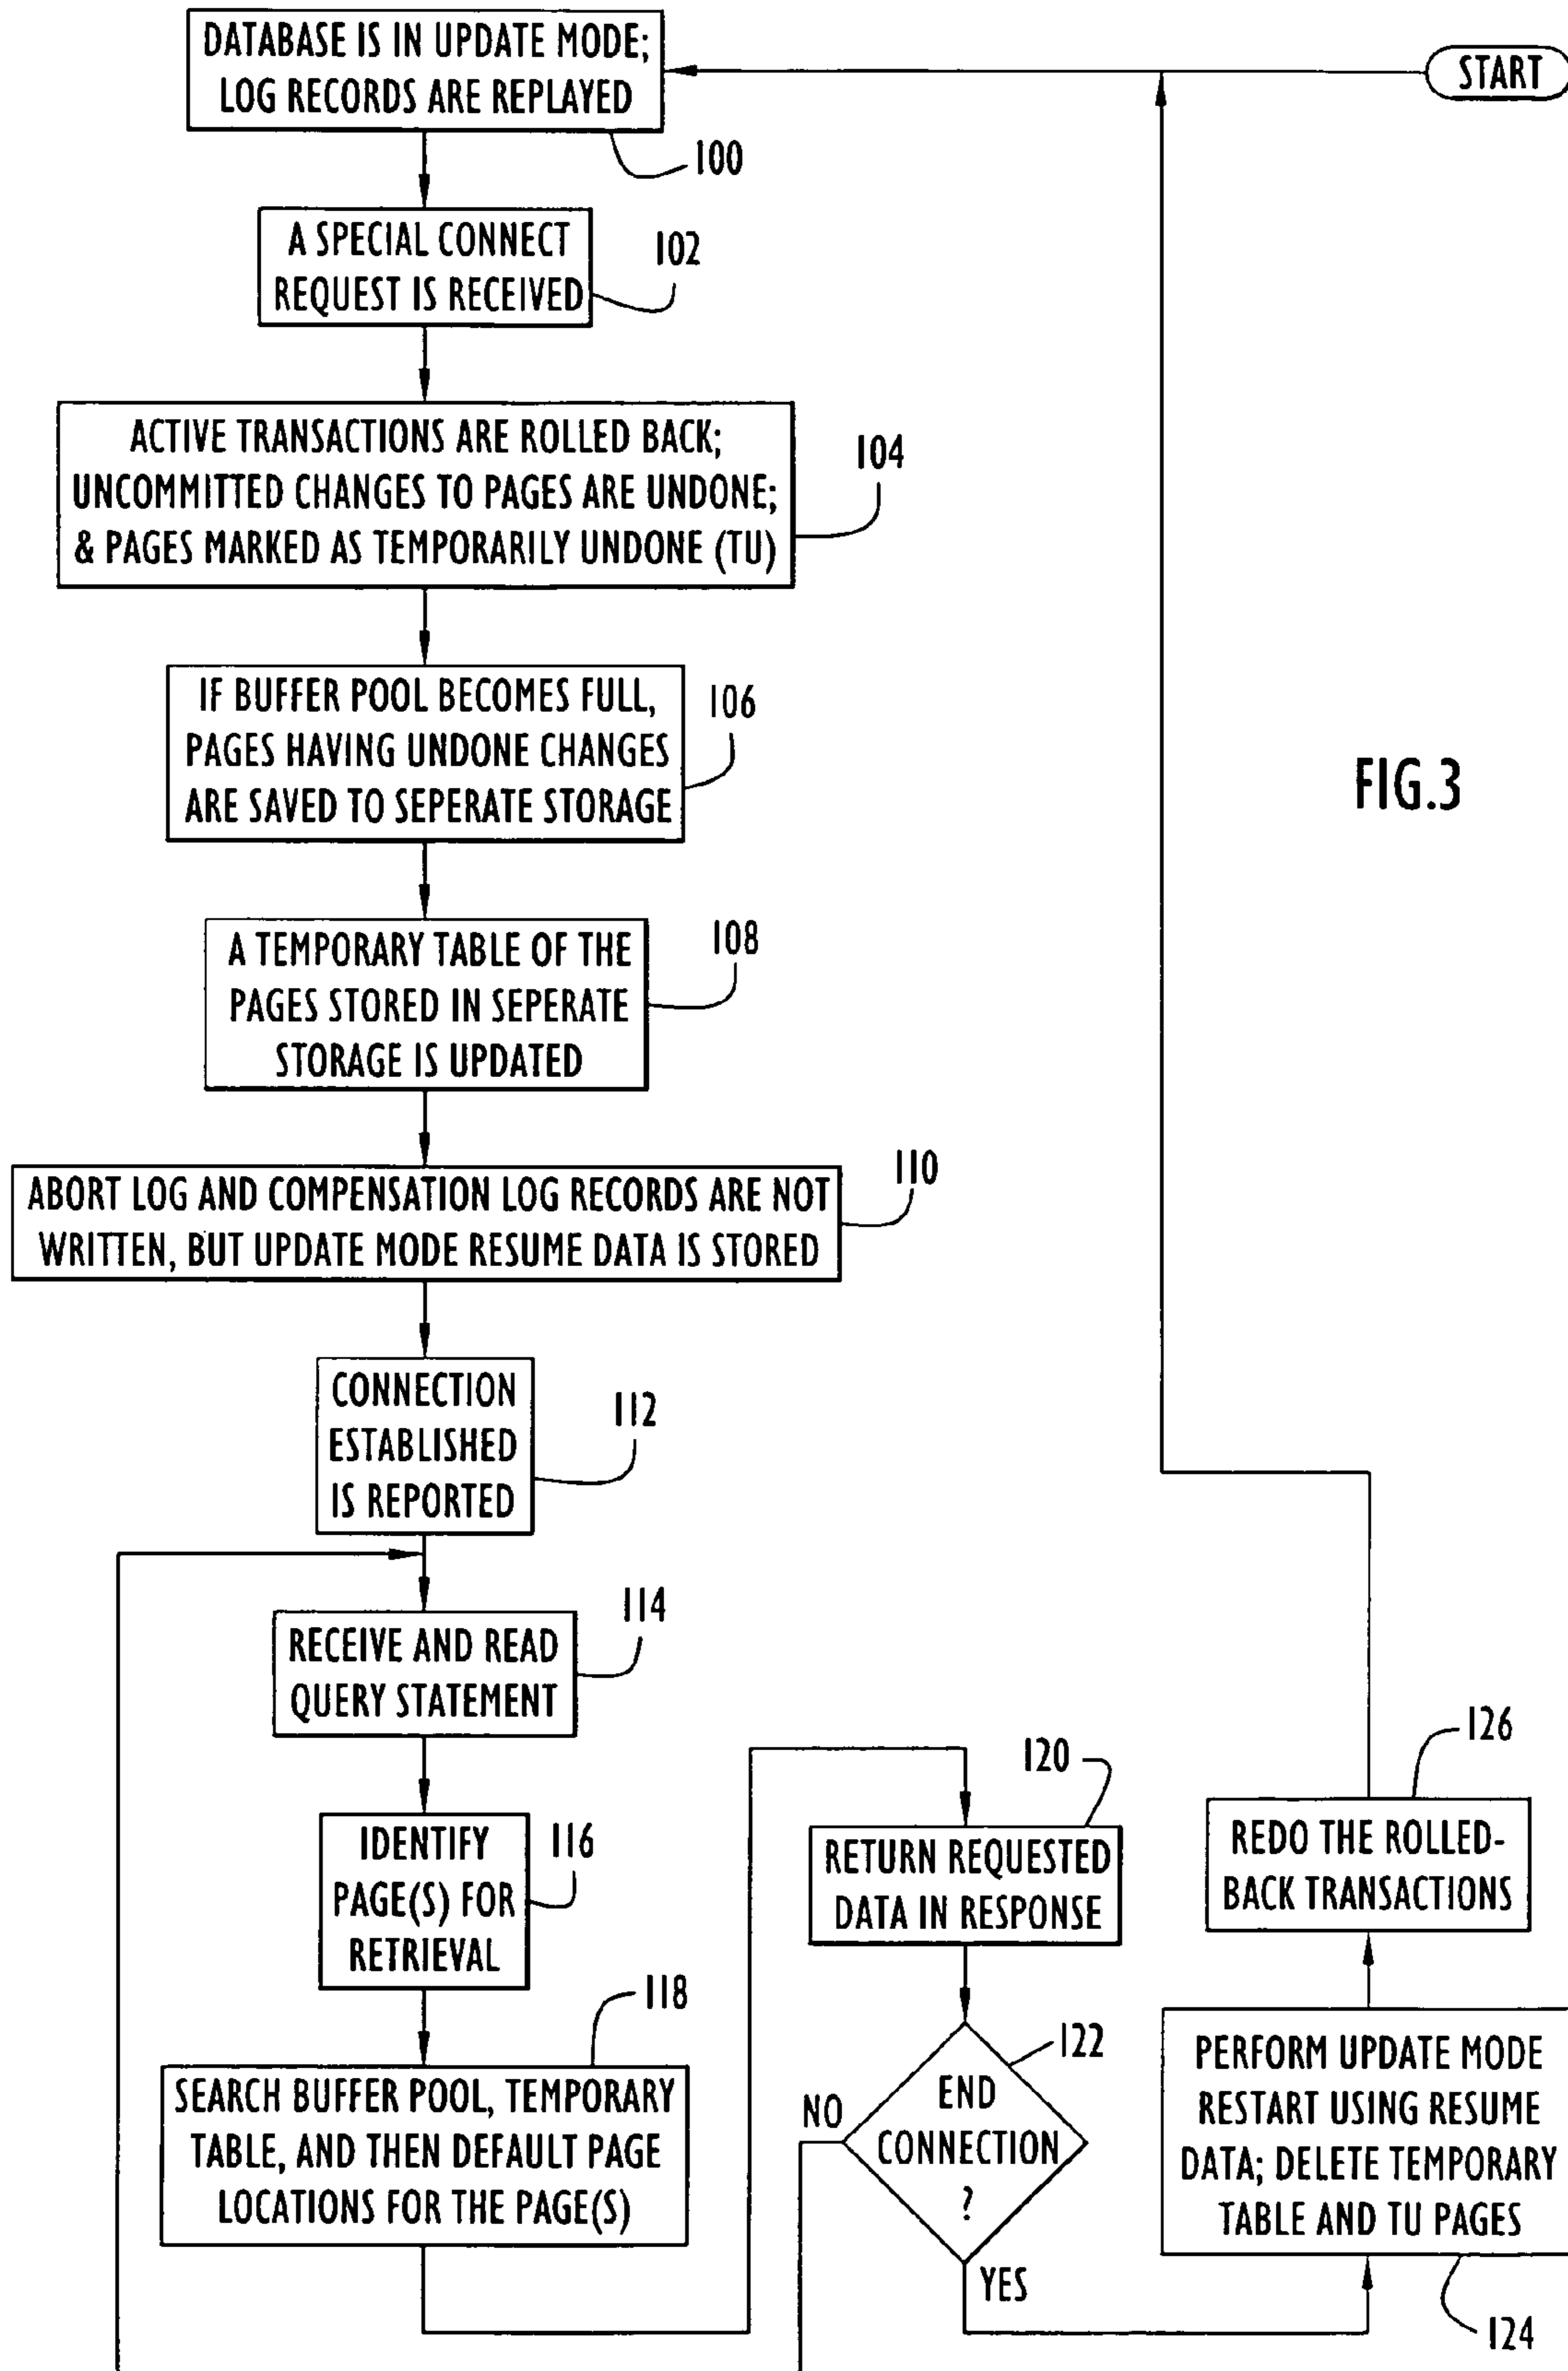 DATABASE IS IN UPDATE MODE;
LOG RECORDS ARE REPLAYED
100
START
A SPECIAL CONNECT
REQUEST IS RECEIVED
102
ACTIVE TRANSACTIONS ARE ROLLED BACK;
UNCOMMITTED CHANGES TO PAGES ARE UNDONE;
& PAGES MARKED AS TEMPORARILY UNDONE (TU)
104
IF BUFFER POOL BECOMES FULL,
PAGES HAVING UNDONE CHANGES
ARE SAVED TO SEPERATE STORAGE
106
FIG.3
A TEMPORARY TABLE OF THE
PAGES STORED IN SEPERATE
STORAGE IS UPDATED
108
ABORT LOG AND COMPENSATION LOG RECORDS ARE NOT
WRITTEN, BUT UPDATE MODE RESUME DATA IS STORED
110
CONNECTION
ESTABLISHED
IS REPORTED
112
RECEIVE AND READ
QUERY STATEMENT
114
IDENTIFY
PAGE(S) FOR
RETRIEVAL
116
SEARCH BUFFER POOL, TEMPORARY
TABLE, AND THEN DEFAULT PAGE
LOCATIONS FOR THE PAGE(S)
118
RETURN REQUESTED
DATA IN RESPONSE
120
END
CONNECTION
?
122
NO
YES
PERFORM UPDATE MODE
RESTART USING RESUME
DATA; DELETE TEMPORARY
TABLE AND TU PAGES
124
REDO THE ROLLED-
BACK TRANSACTIONS
126